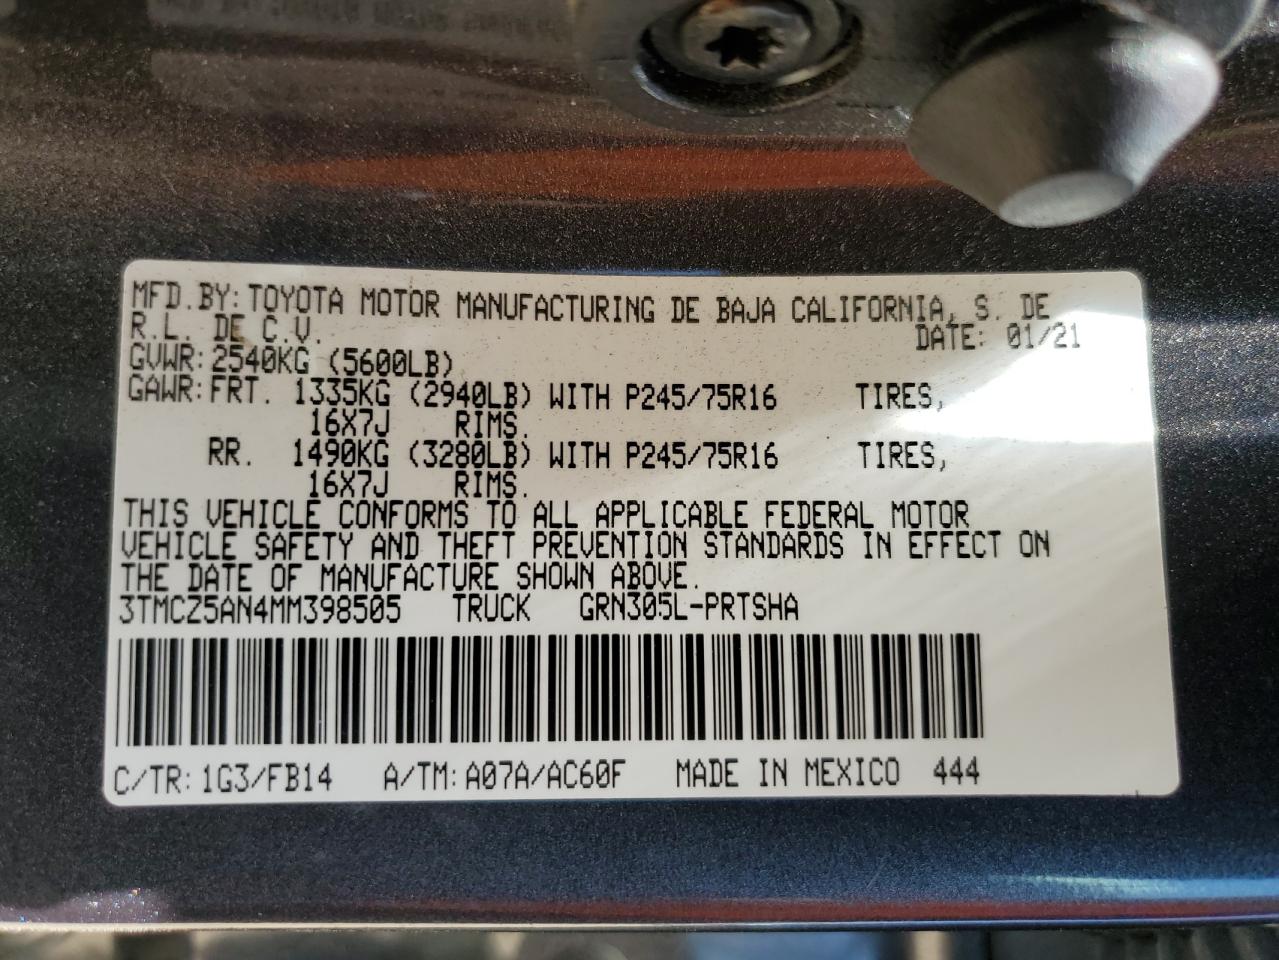 MFD.BY:TOYOTA MOTOR MANUFACTURING DE BAJA CALIFORNIA, S. DE
R.L. DE C.V. DATE: 01/21
GVWR:2540KG (5600LB)
GAWR:FRT. 1335KG (2940LB) WITH P245/75R16 TIRES,
16X7J RIMS.
RR. 1490KG (3280LB) WITH P245/75R16 TIRES,
16X7J RIMS.
THIS VEHICLE CONFORMS TO ALL APPLICABLE FEDERAL MOTOR
VEHICLE SAFETY AND THEFT PREVENTION STANDARDS IN EFFECT ON
THE DATE OF MANUFACTURE SHOWN ABOVE.
3TMCZ5AN4MM398505 TRUCK GRN305L-PRTSHA
C/TR:1G3/FB14 A/TM:A07A/AC60F MADE IN MEXICO 444